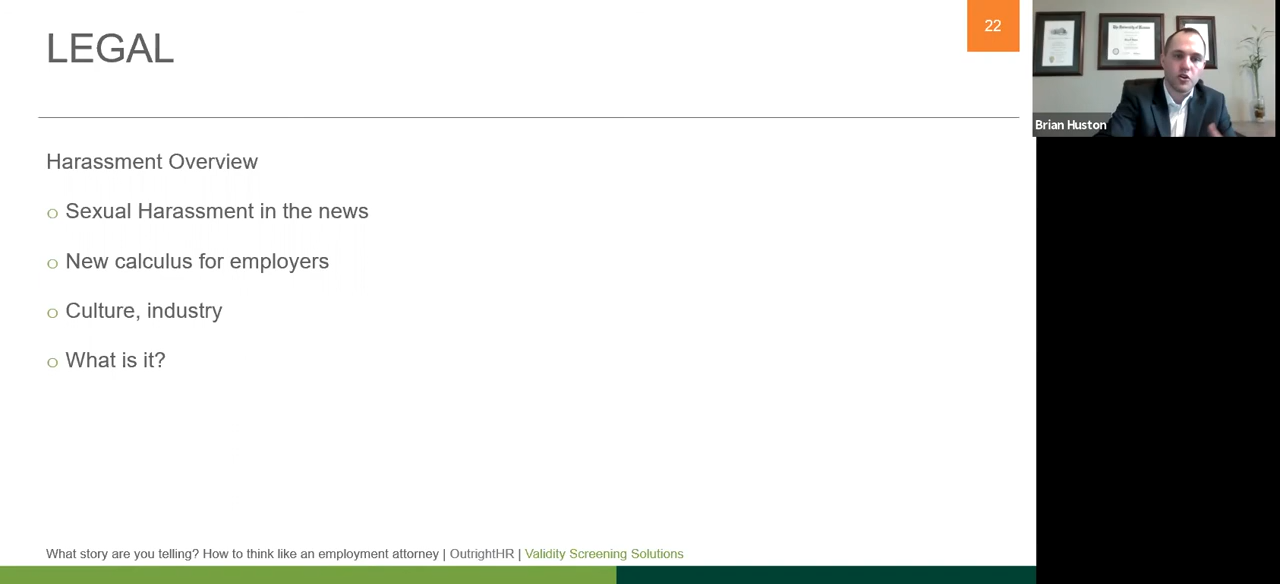 LEGAL
22
Harassment Overview
o Sexual Harassment in the news
o New calculus for employers
o Culture, industry
o What is it?
What story are you telling? How to think like an employment attorney | OutrightHR | Validity Screening Solutions
Brian Huston